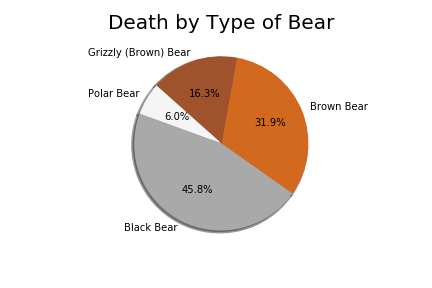 Death by Type of Bear
Grizzly (Brown) Bear
Polar Bear
16.3%
6.0%
31.9%
Brown Bear
45.8%
Black Bear